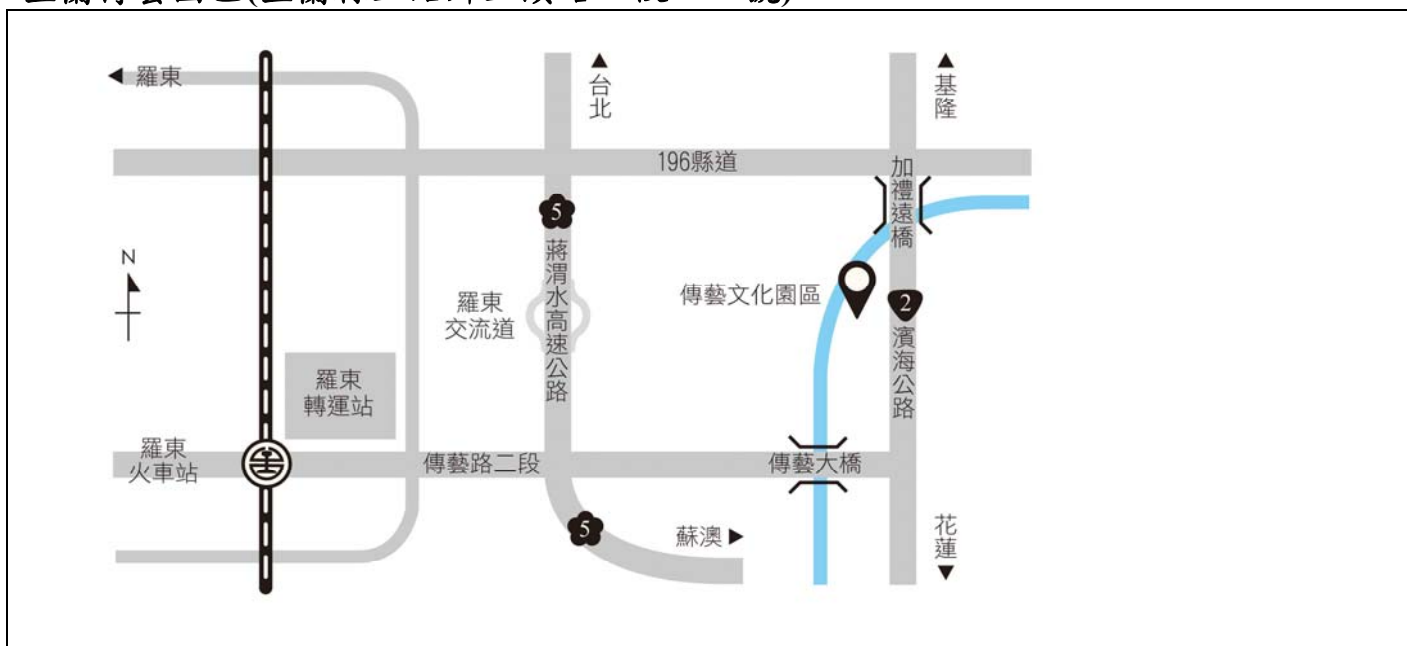 羅東
台北
基隆
196縣道
加禮遠橋
5
蔣渭水高速公路
N
傳藝文化園區
2
濱海公路
羅東
交流道
羅東
轉運站
羅東
火車站
傳藝路二段
傳藝大橋
5
蘇澳
花蓮